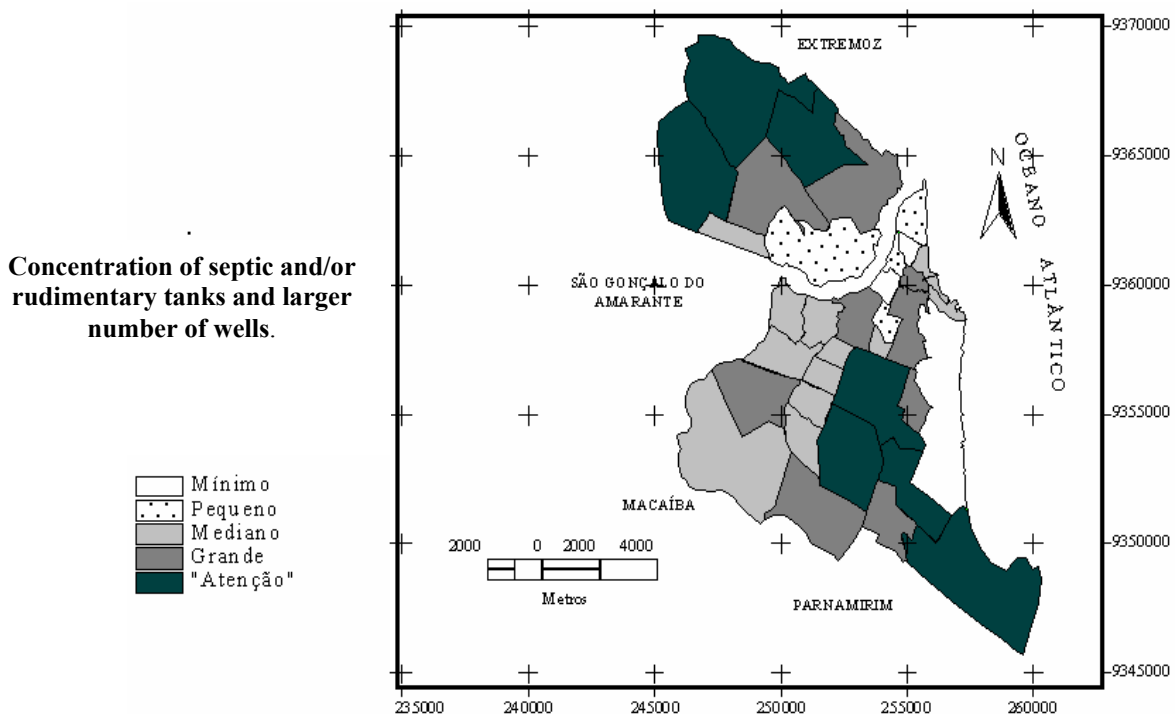 EXTREMOZ
9370000
N
OCEANO ATLÂNTICO
9365000
Concentration of septic and/or
rudimentary tanks and larger
number of wells.
SÃO GONÇALO DO
AMARANTE
9360000
9355000
Mínimo
Pequeno
Mediano
Grande
"Atenção"
MACAÍBA
2000 0 2000 4000
Metros
9350000
PARNAMIRIM
9345000
235000 240000 245000 250000 255000 260000